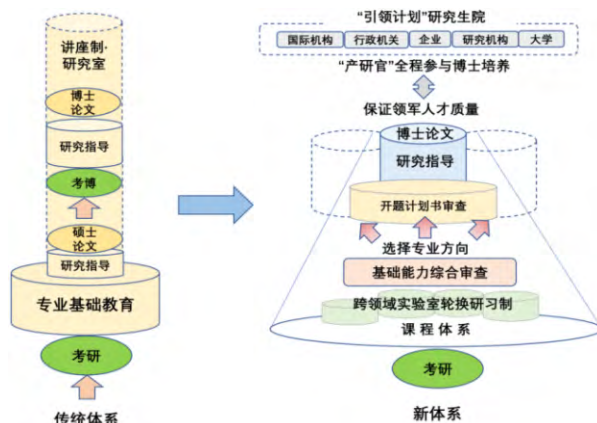 讲座制·
研究室
博士
论文
研究指导
考博
硕士
论文
研究指导
专业基础教育
考研
传统体系
“引领计划”研究生院
国际机构 行政机关 企业 研究机构 大学
“产研官”全程参与博士培养
保证领军人才质量
博士论文
研究指导
开题计划书审查
选择专业方向
基础能力综合审查
跨领域实验室轮换研习制
课程体系
考研
新体系